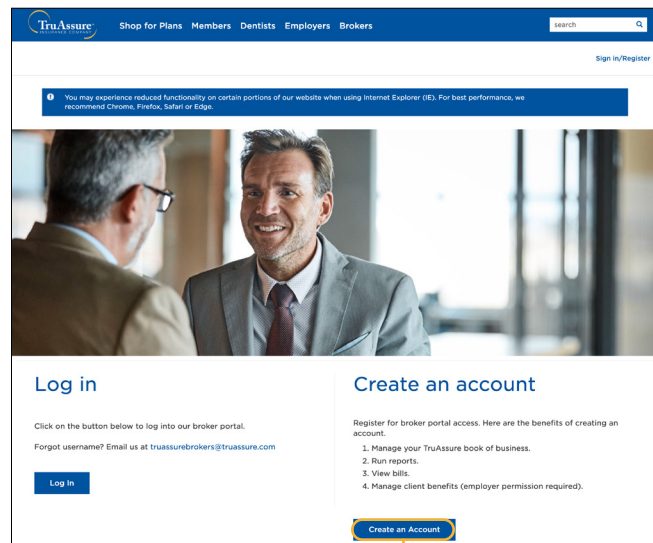 TruAssure
INSURANCE COMPANY
Shop for Plans Members Dentists Employers Brokers
search
Sign in/Register
You may experience reduced functionality on certain portions of our website when using Internet Explorer (IE). For best performance, we
recommend Chrome, Firefox, Safari or Edge.
Log in
Click on the button below to log into our broker portal.
Forgot username? Email us at truassurebrokers@truassure.com
Log In
Create an account
Register for broker portal access. Here are the benefits of creating an
account.
1. Manage your TruAssure book of business.
2. Run reports.
3. View bills.
4. Manage client benefits (employer permission required).
Create an Account